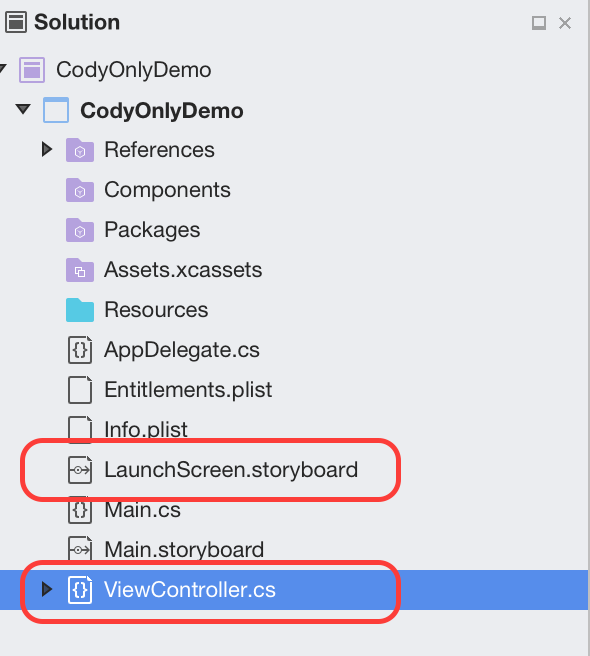 Solution
CodyOnlyDemo
CodyOnlyDemo
References
Components
Packages
Assets.xcassets
Resources
AppDelegate.cs
Entitlements.plist
Info.plist
LaunchScreen.storyboard
Main.cs
Main.storyboard
ViewController.cs